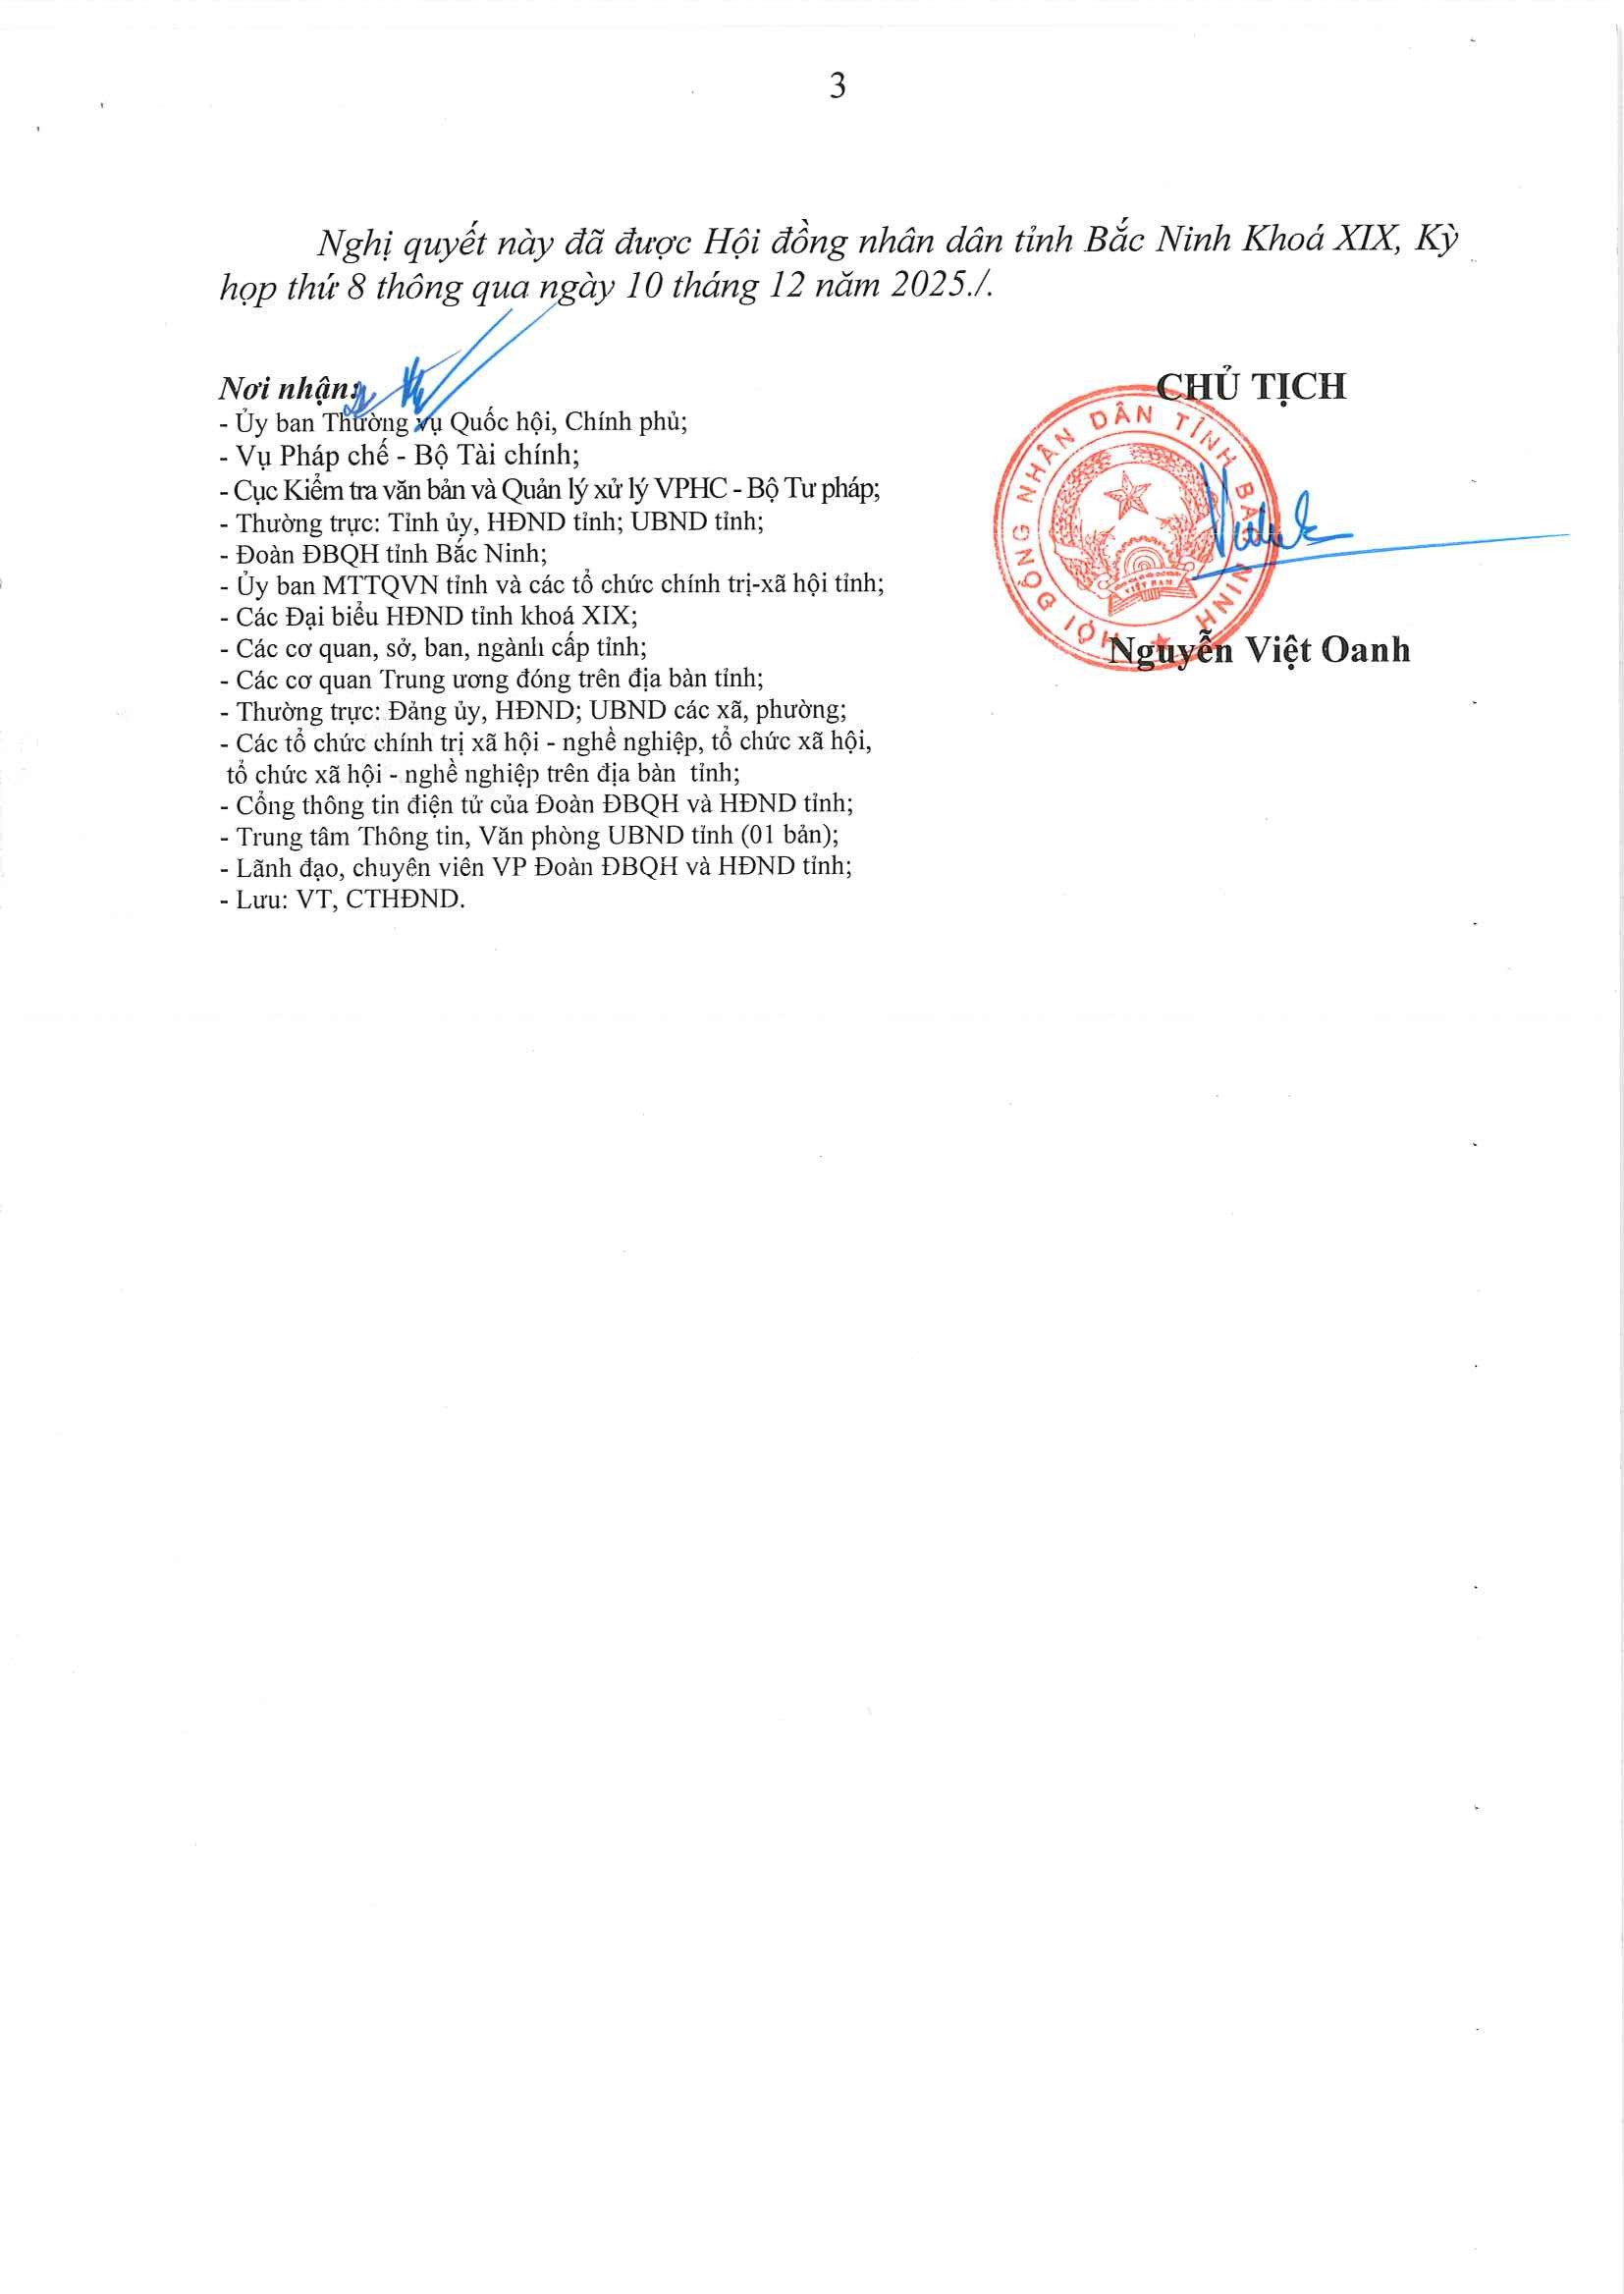 3
Nghị quyết này đã được Hội đồng nhân dân tỉnh Bắc Ninh Khoá XIX, Kỳ
họp thứ 8 thông qua ngày 10 tháng 12 năm 2025./.
Nơi nhận:
- Ủy ban Thường vụ Quốc hội, Chính phủ;
- Vụ Pháp chế - Bộ Tài chính;
- Cục Kiểm tra văn bản và Quản lý xử lý VPHC - Bộ Tư pháp;
- Thường trực: Tỉnh ủy, HĐND tỉnh; UBND tỉnh;
- Đoàn ĐBQH tỉnh Bắc Ninh;
- Ủy ban MTTQVN tỉnh và các tổ chức chính trị-xã hội tỉnh;
- Các Đại biểu HĐND tỉnh khoá XIX;
- Các cơ quan, sở, ban, ngành cấp tỉnh;
- Các cơ quan Trung ương đóng trên địa bàn tỉnh;
- Thường trực: Đảng ủy, HĐND; UBND các xã, phường;
- Các tổ chức chính trị xã hội - nghề nghiệp, tổ chức xã hội,
tổ chức xã hội - nghề nghiệp trên địa bàn tỉnh;
- Cổng thông tin điện tử của Đoàn ĐBQH và HĐND tỉnh;
- Trung tâm Thông tin, Văn phòng UBND tỉnh (01 bản);
- Lãnh đạo, chuyên viên VP Đoàn ĐBQH và HĐND tỉnh;
- Lưu: VT, CTHĐND.
CHỦ TỊCH
HỘI ĐỒNG NHÂN DÂN TỈNH BẮC NINH
VIỆT NAM
Nguyễn Việt Oanh